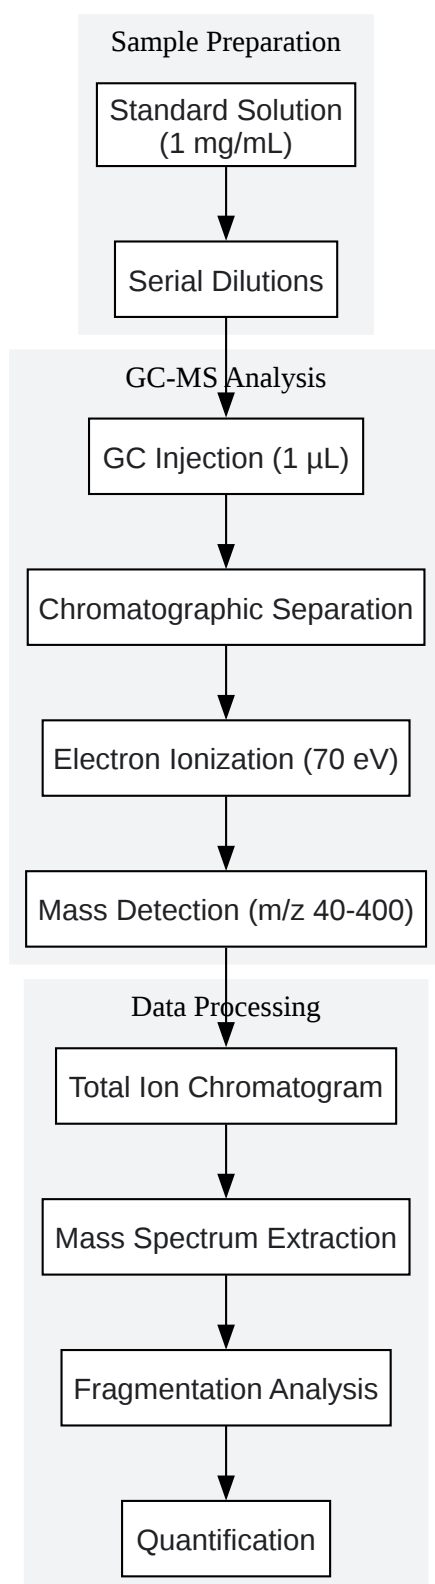 Sample Preparation
Standard Solution
(1 mg/mL)
Serial Dilutions
GC-MS Analysis
GC Injection (1 µL)
Chromatographic Separation
Electron Ionization (70 eV)
Mass Detection (m/z 40-400)
Data Processing
Total Ion Chromatogram
Mass Spectrum Extraction
Fragmentation Analysis
Quantification